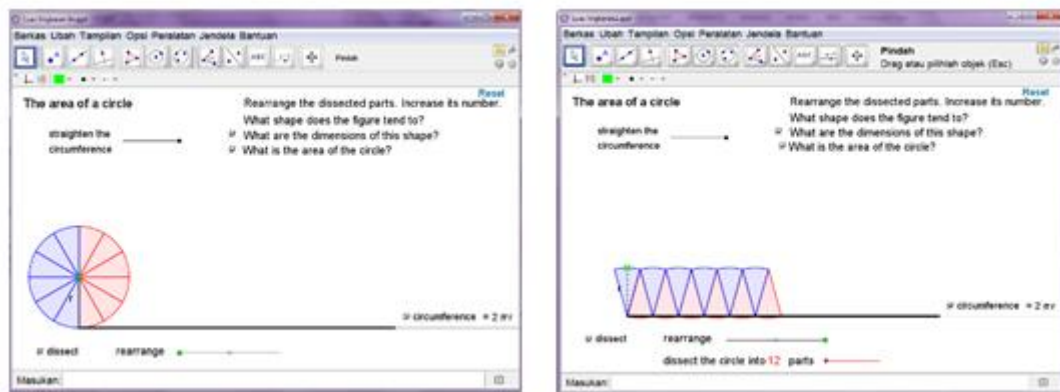 Berkas Ubah Tampilan Opsi Peralatan Jendela Bantuan
ABC
Pindah
Reset
The area of a circle
Rearrange the dissected parts. Increase its number.
What shape does the figure tend to?
straighten the
circumference
What are the dimensions of this shape?
What is the area of the circle?
r
circumference = 2 πr
dissect
rearrange
Masukan:
Berkas Ubah Tampilan Opsi Peralatan Jendela Bantuan
ABC
Pindah
Drag atau pilihlah objek (Esc)
Reset
The area of a circle
Rearrange the dissected parts. Increase its number.
What shape does the figure tend to?
straighten the
circumference
What are the dimensions of this shape?
What is the area of the circle?
circumference = 2 πr
dissect
rearrange
dissect the circle into 12 parts
Masukan: